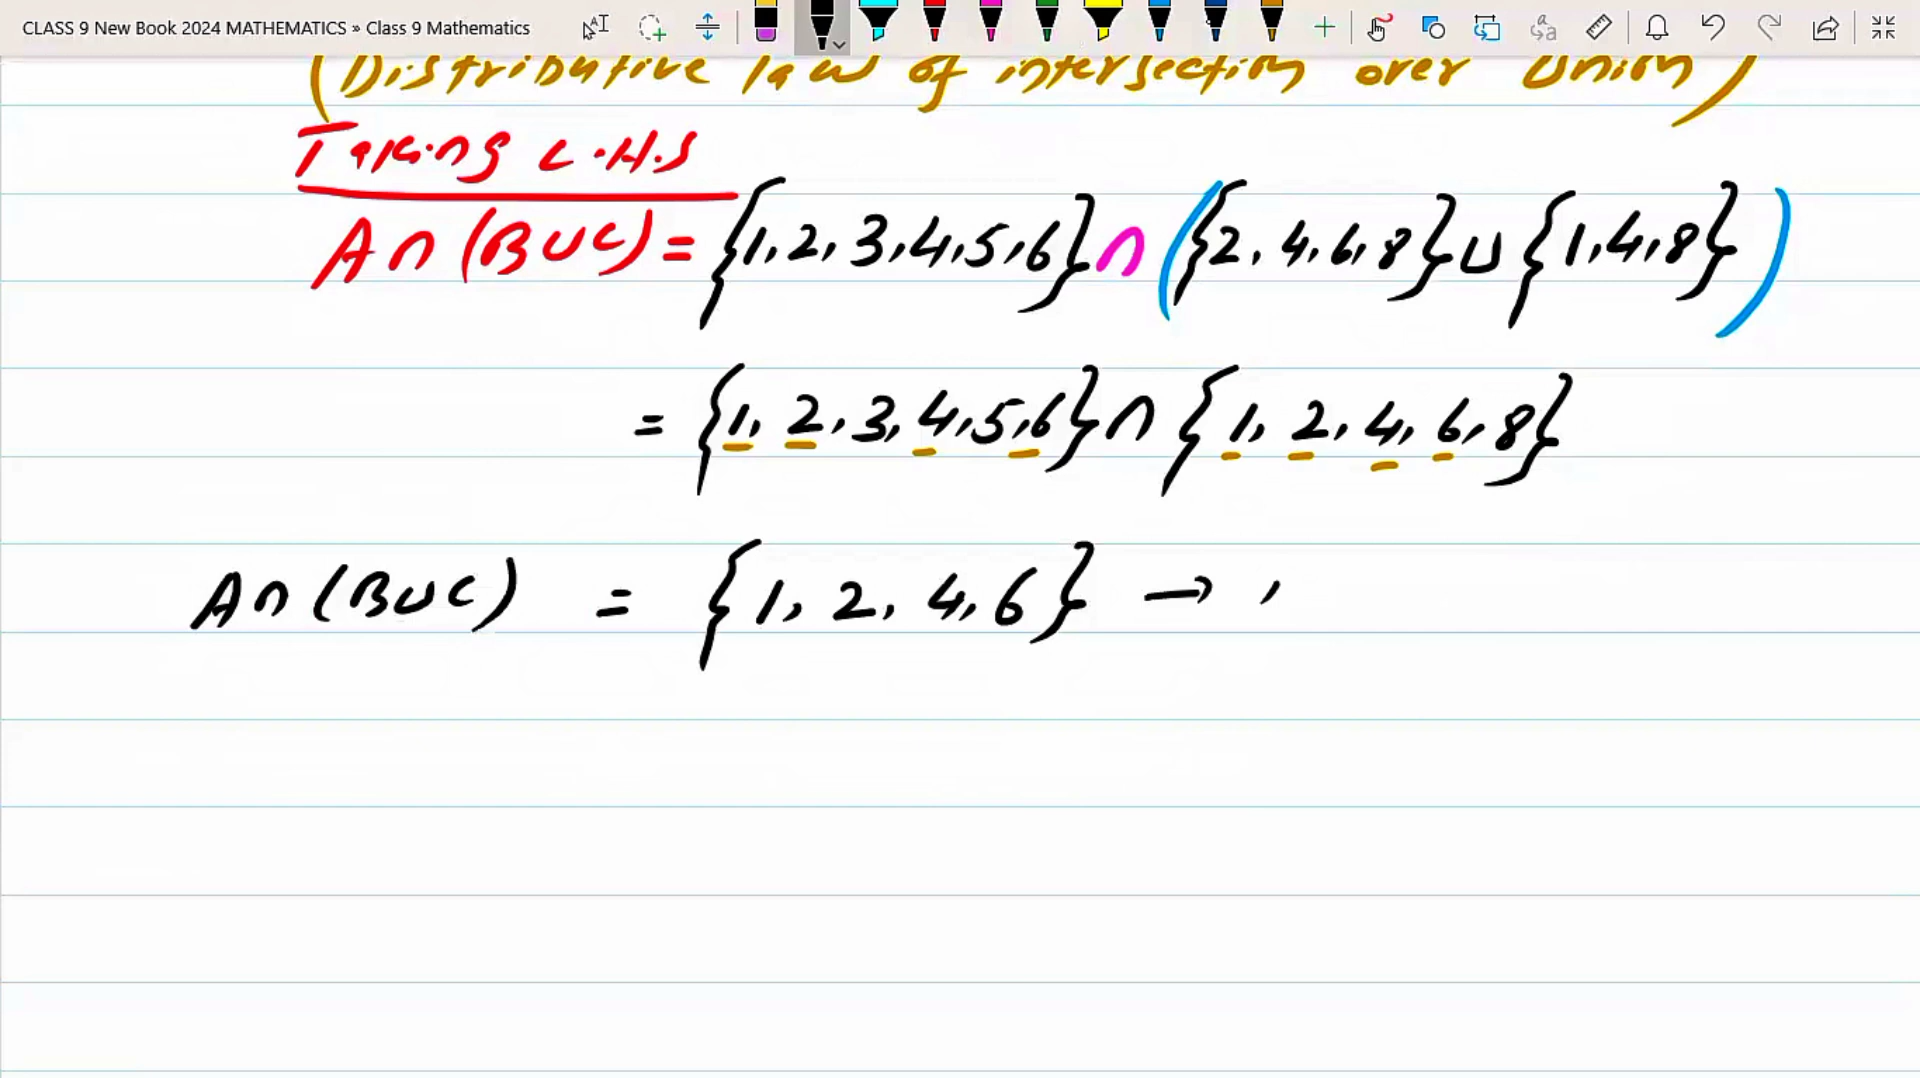 CLASS 9 New Book 2024 MATHEMATICS » Class 9 Mathematics
(Distributive law of intersection over Union)
Taking L.H.S
A∩(B∪C) = {1,2,3,4,5,6} ∩ ({2,4,6,8} ∪ {1,4,8})
= {1,2,3,4,5,6} ∩ {1,2,4,6,8}
A∩(B∪C) = {1,2,4,6} →